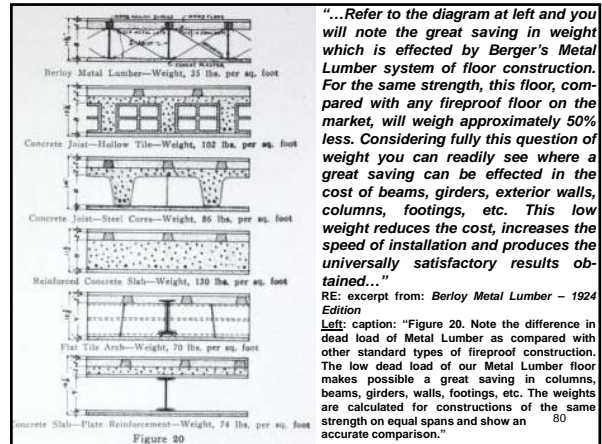 Berloy Metal Lumber—Weight, 35 lbs. per sq. foot
Concrete Joist—Hollow Tile—Weight, 102 lbs. per sq. foot
Concrete Joist—Steel Cores—Weight, 86 lbs. per sq. foot
Reinforced Concrete Slab—Weight, 130 lbs. per sq. foot
Flat Tile Arch—Weight, 70 lbs. per sq. foot
Concrete Slab—Plate Reinforcement—Weight, 74 lbs. per sq. foot
Figure 20
“…Refer to the diagram at left and you
will note the great saving in weight
which is effected by Berger’s Metal
Lumber system of floor construction.
For the same strength, this floor, com-
pared with any fireproof floor on the
market, will weigh approximately 50%
less. Considering fully this question of
weight you can readily see where a
great saving can be effected in the
cost of beams, girders, exterior walls,
columns, footings, etc. This low
weight reduces the cost, increases the
speed of installation and produces the
universally satisfactory results ob-
tained…”
RE: excerpt from: Berloy Metal Lumber – 1924
Edition
Left: caption: “Figure 20. Note the difference in
dead load of Metal Lumber as compared with
other standard types of fireproof construction.
The low dead load of our Metal Lumber floor
makes possible a great saving in columns,
beams, girders, walls, footings, etc. The weights
are calculated for constructions of the same
strength on equal spans and show an
accurate comparison.”
80